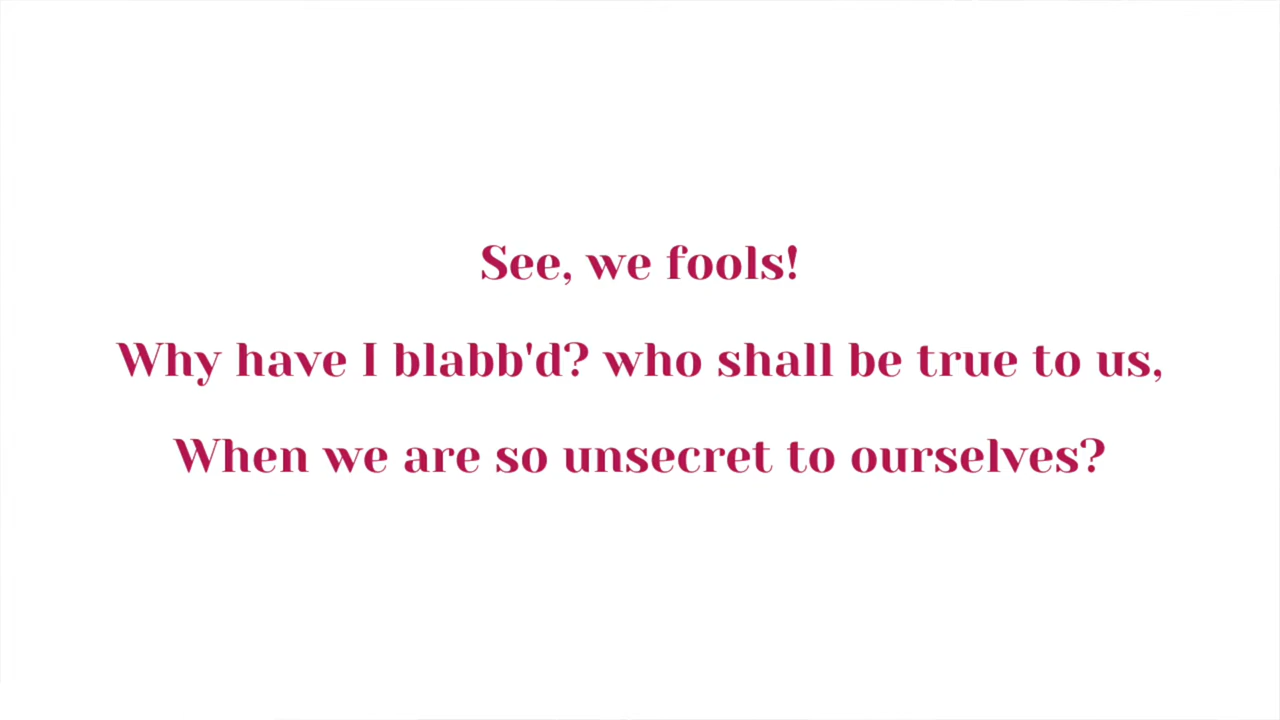 See, we fools!
Why have I blabb'd? who shall be true to us,
When we are so unsecret to ourselves?